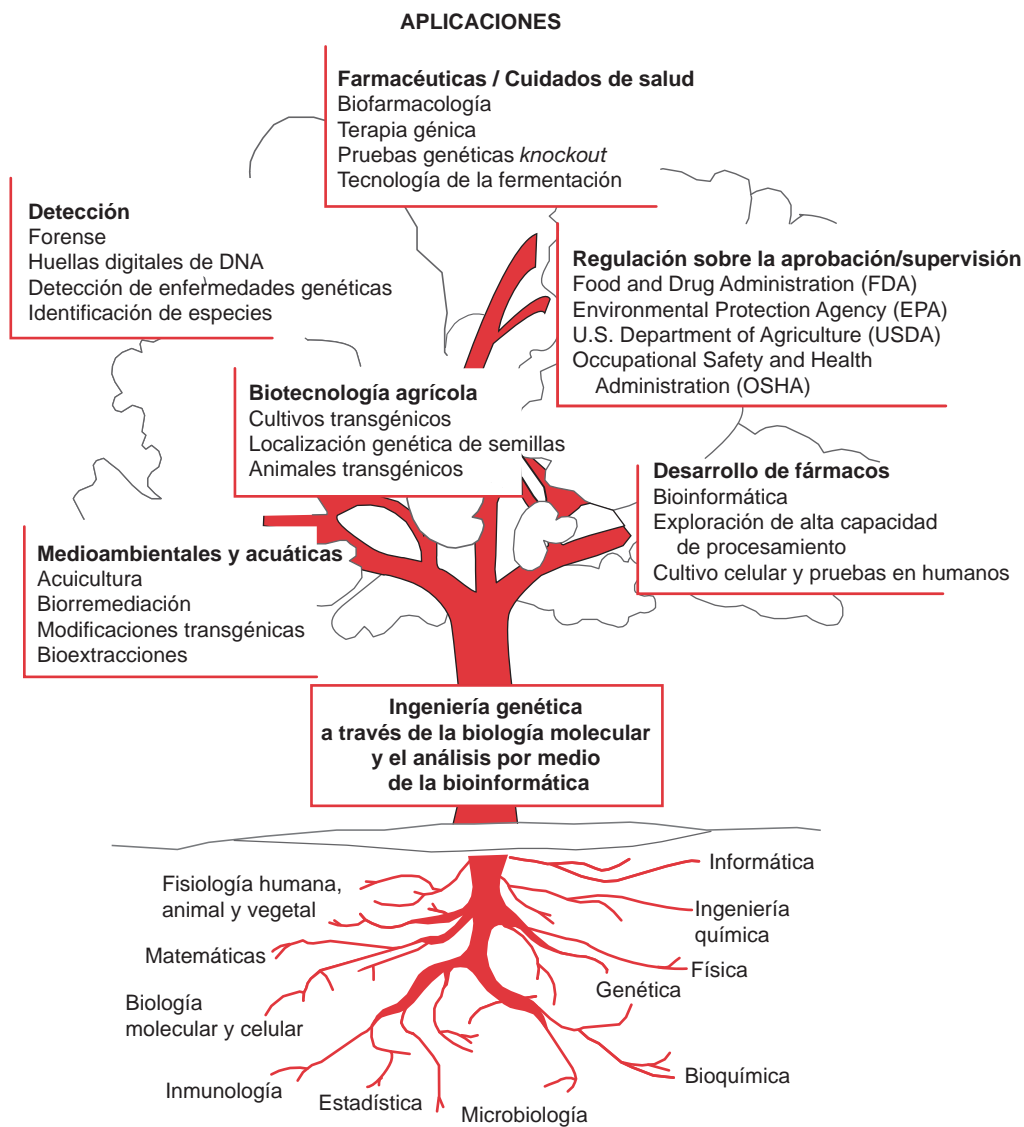 APLICACIONES
Farmacéuticas / Cuidados de salud
Biofarmacología
Terapia génica
Pruebas genéticas knockout
Tecnología de la fermentación
Detección
Forense
Huellas digitales de DNA
Detección de enfermedades genéticas
Identificación de especies
Regulación sobre la aprobación/supervisión
Food and Drug Administration (FDA)
Environmental Protection Agency (EPA)
U.S. Department of Agriculture (USDA)
Occupational Safety and Health
Administration (OSHA)
Biotecnología agrícola
Cultivos transgénicos
Localización genética de semillas
Animales transgénicos
Desarrollo de fármacos
Bioinformática
Exploración de alta capacidad
de procesamiento
Cultivo celular y pruebas en humanos
Medioambientales y acuáticas
Acuicultura
Biorremediación
Modificaciones transgénicas
Bioextracciones
Ingeniería genética
a través de la biología molecular
y el análisis por medio
de la bioinformática
Informática
Fisiología humana,
animal y vegetal
Ingeniería
química
Matemáticas
Física
Genética
Biología
molecular y celular
Bioquímica
Inmunología
Estadística
Microbiología